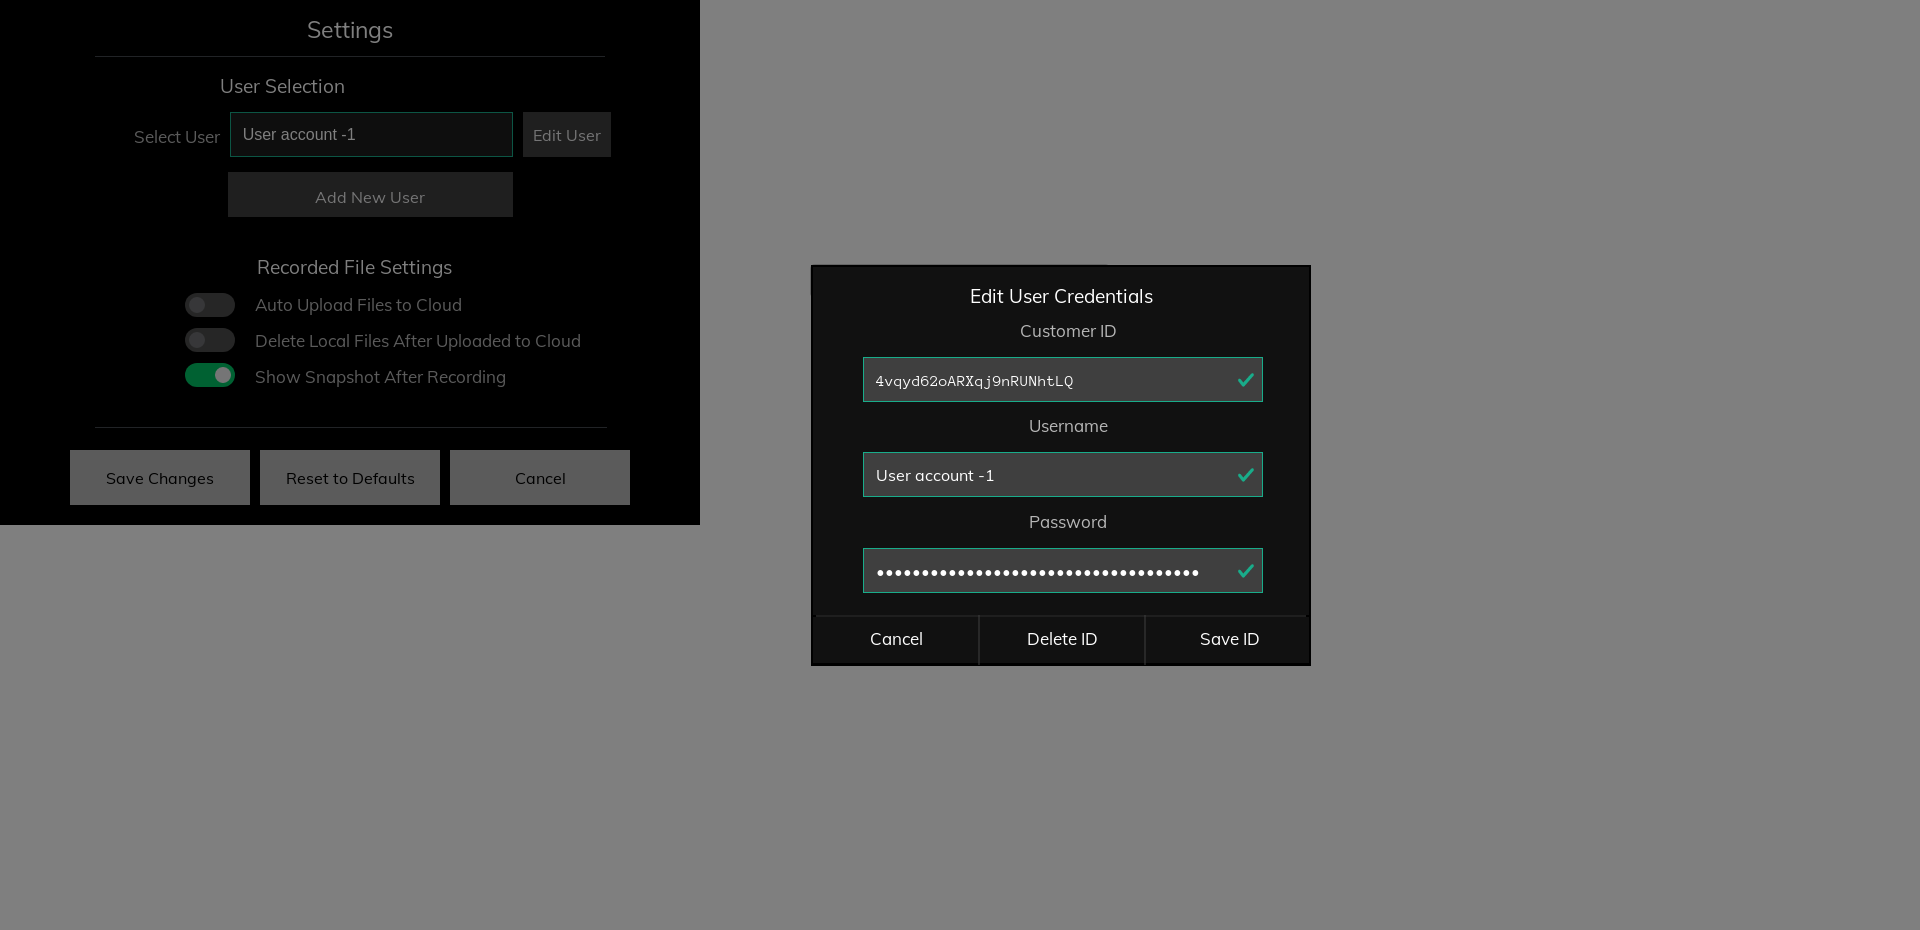 Settings
User Selection
Select User
User account -1
Edit User
Add New User
Recorded File Settings
Auto Upload Files to Cloud
Delete Local Files After Uploaded to Cloud
Show Snapshot After Recording
Save Changes
Reset to Defaults
Cancel
Edit User Credentials
Customer ID
4vqyd62oARXqj9nRUNhtLQ
Username
User account -1
Password
••••••••••••••••••••••••••••••••••••
Cancel
Delete ID
Save ID